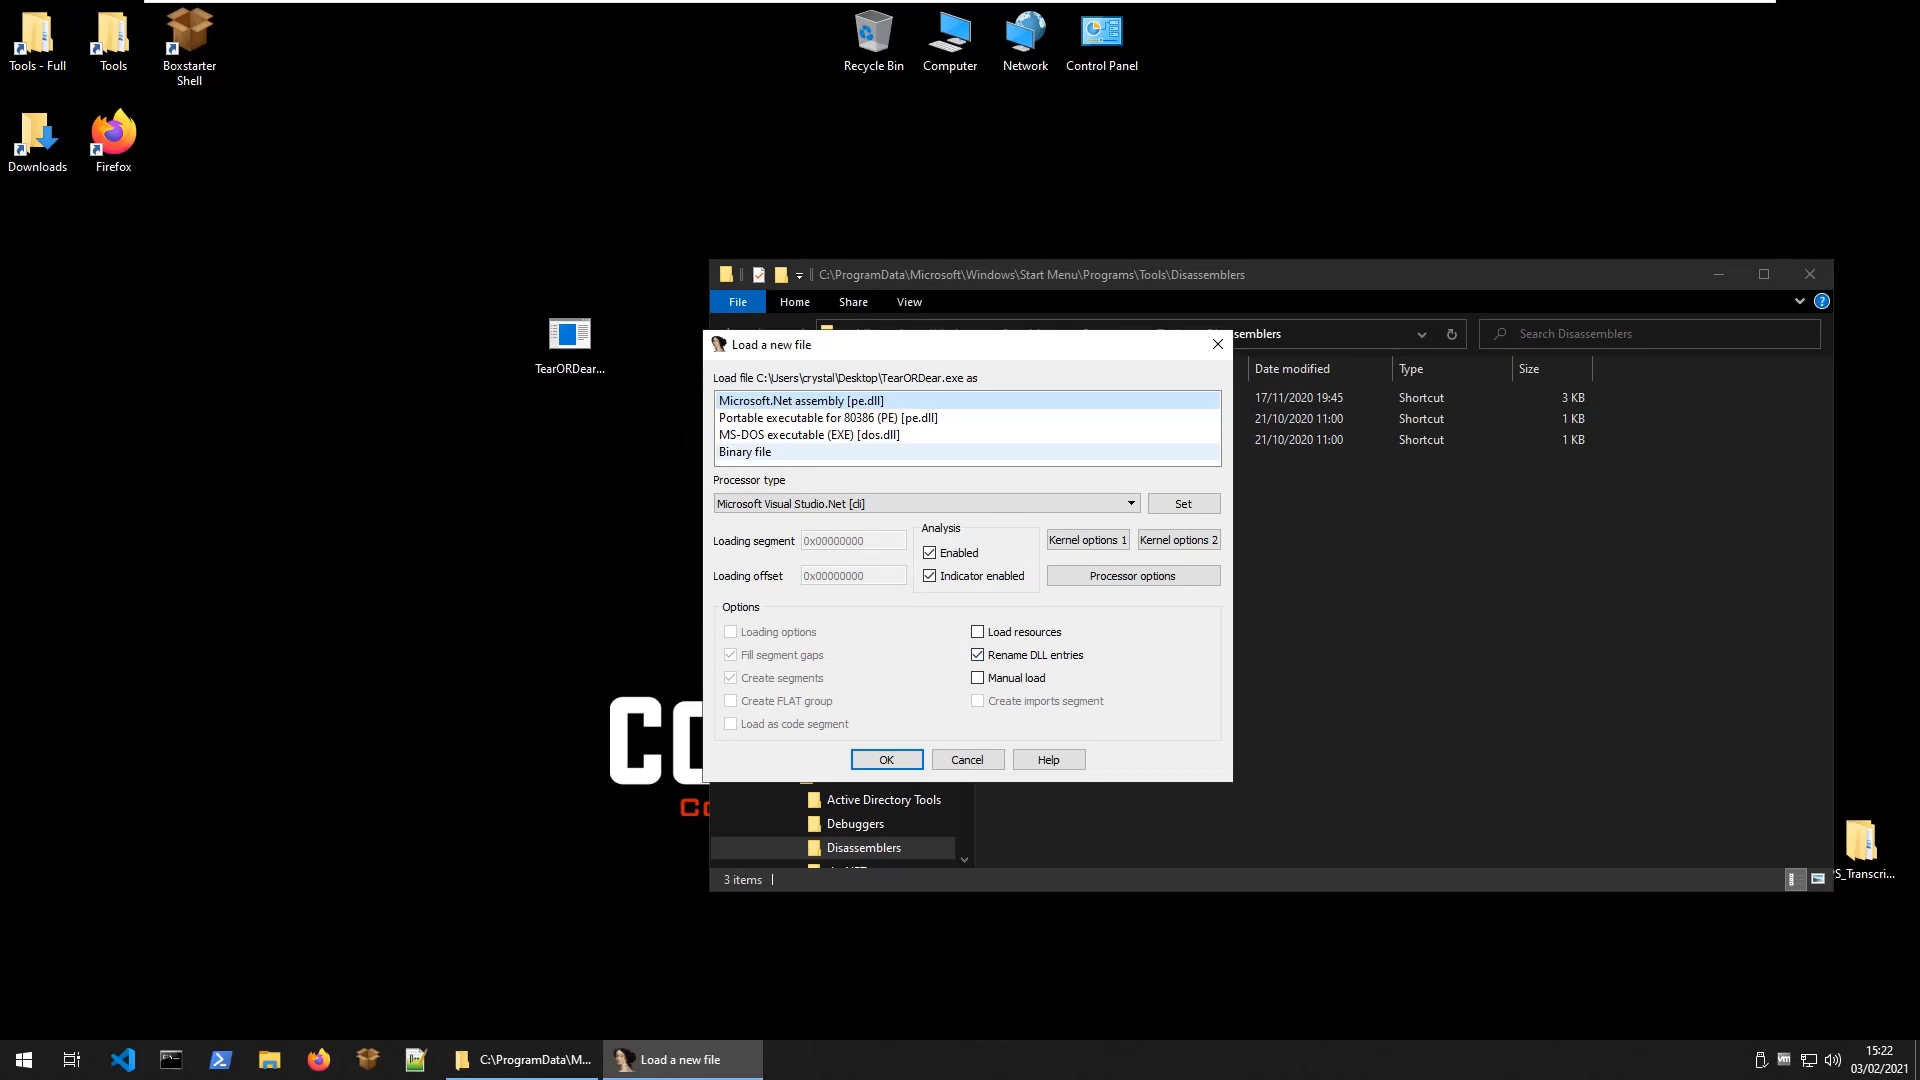 Tools - Full
Tools
Boxstarter
Shell
Recycle Bin
Computer
Network
Control Panel
Downloads
Firefox
C:\ProgramData\Microsoft\Windows\Start Menu\Programs\Tools\Disassemblers
File
Home
Share
View
TearORDear...
Search Disassemblers
Load a new file
Date modified
Type
Size
Load file C:\Users\crystal\Desktop\TearORDear.exe as
Microsoft.Net assembly [pe.dll]
Portable executable for 80386 (PE) [pe.dll]
MS-DOS executable (EXE) [dos.dll]
Binary file
17/11/2020 19:45
Shortcut
3 KB
21/10/2020 11:00
Shortcut
1 KB
21/10/2020 11:00
Shortcut
1 KB
Processor type
Microsoft Visual Studio.Net [cli]
Set
Loading segment
0x00000000
Loading offset
0x00000000
Analysis
Enabled
Indicator enabled
Kernel options 1
Kernel options 2
Processor options
Options
Loading options
Fill segment gaps
Create segments
Create FLAT group
Load as code segment
Load resources
Rename DLL entries
Manual load
Create imports segment
OK
Cancel
Help
Active Directory Tools
Debuggers
Disassemblers
3 items
PS_Transcri...
C:\ProgramData\M...
Load a new file
15:22
03/02/2021